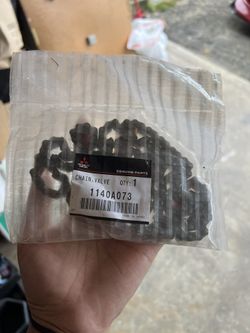 GENUINE PARTS
CHAIN, VALVE QTY: 1
1140A073